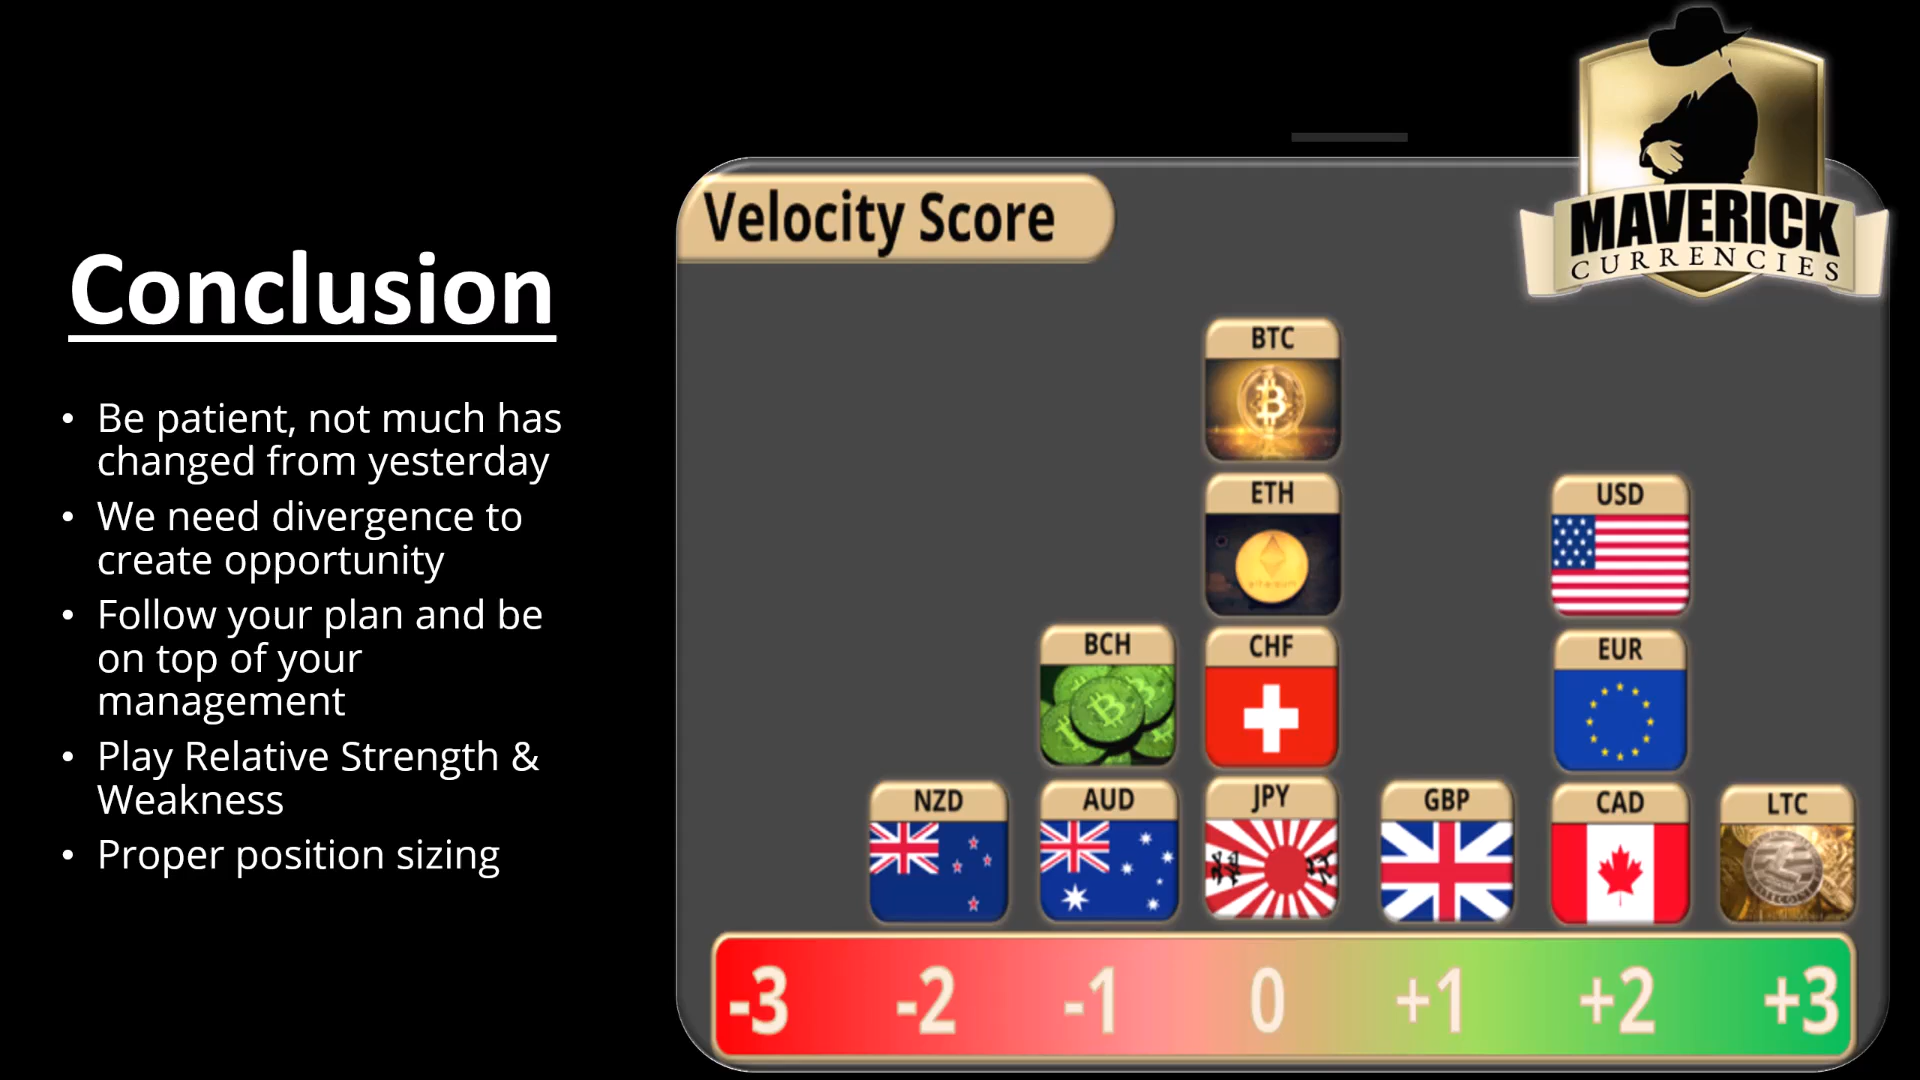 MAVERICK
CURRENCIES
Velocity Score
Conclusion
• Be patient, not much has
changed from yesterday
• We need divergence to
create opportunity
• Follow your plan and be
on top of your
management
• Play Relative Strength &
Weakness
• Proper position sizing
BTC
ETH
USD
BCH
CHF
EUR
NZD
AUD
JPY
GBP
CAD
LTC
-3 -2 -1 0 +1 +2 +3